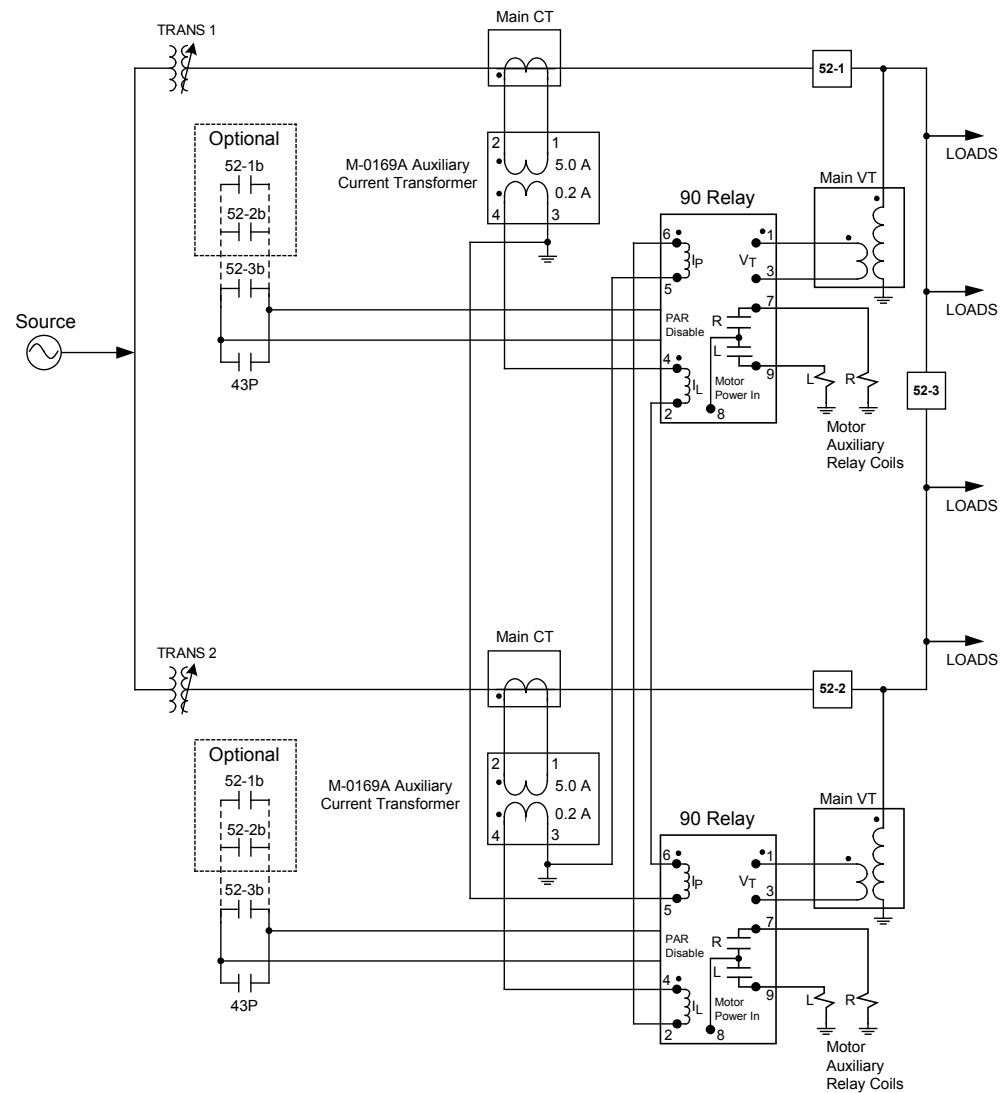 TRANS 1
Main CT
52-1
LOADS
Optional
52-1b
52-2b
52-3b
43P
M-0169A Auxiliary
Current Transformer
2
1
5.0 A
0.2 A
4
3
90 Relay
6
IP
5
1
VT
3
PAR
Disable
7
R
L
9
4
IL
2
Motor
Power In
8
Main VT
L
R
Motor
Auxiliary
Relay Coils
LOADS
Source
52-3
LOADS
TRANS 2
Main CT
52-2
LOADS
Optional
52-1b
52-2b
52-3b
43P
M-0169A Auxiliary
Current Transformer
2
1
5.0 A
0.2 A
4
3
90 Relay
6
IP
5
1
VT
3
PAR
Disable
7
R
L
9
4
IL
2
Motor
Power In
8
Main VT
L
R
Motor
Auxiliary
Relay Coils